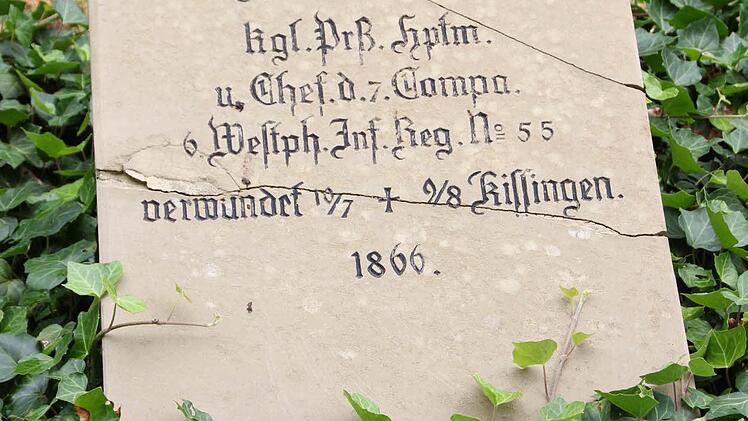 kgl. Prß. Hptm.
u. Chef. d. 7. Compa.
6. Westph. Inf. Reg. No 55
verwundet 10/7 † 9/8 Kissingen.
1866.